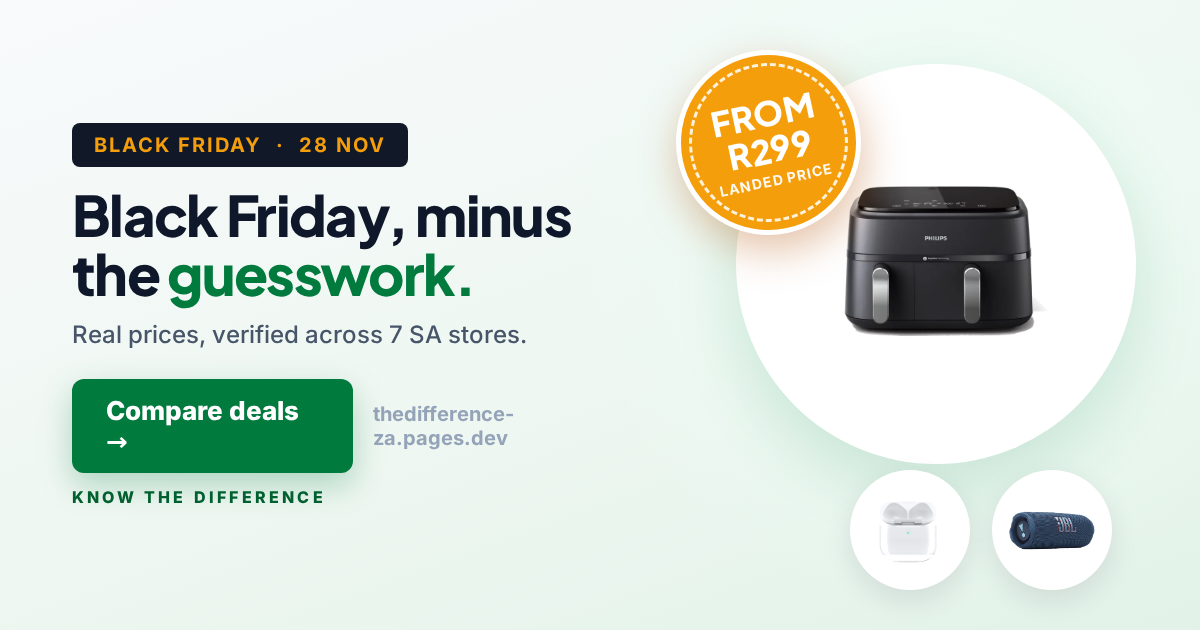 BLACK FRIDAY · 28 NOV
Black Friday, minus
the guesswork.
Real prices, verified across 7 SA stores.
Compare deals
→
thedifference-
za.pages.dev
KNOW THE DIFFERENCE
FROM
R299
LANDED PRICE
PHILIPS
JBL